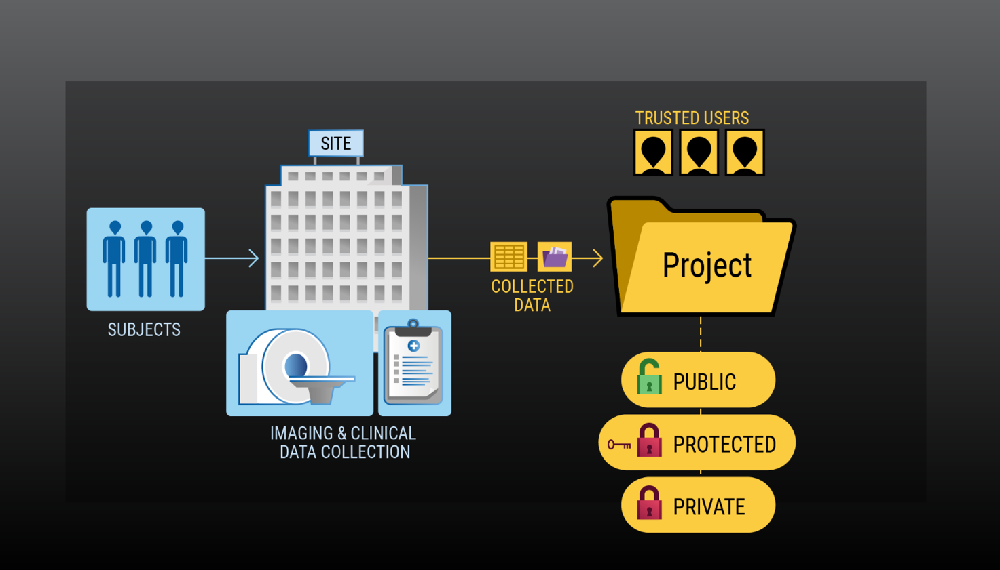 TRUSTED USERS
SITE
Project
COLLECTED
DATA
SUBJECTS
PUBLIC
IMAGING & CLINICAL
DATA COLLECTION
PROTECTED
PRIVATE